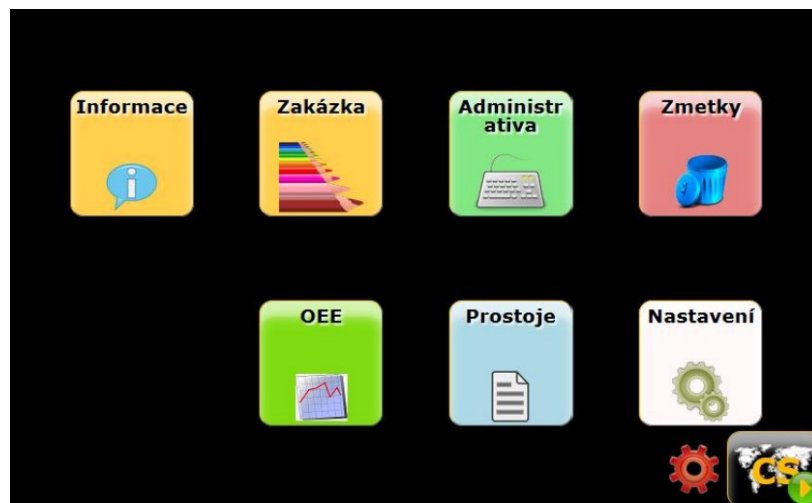 Informace
Zakázka
Administr
ativa
Zmetky
OEE
Prostoje
Nastavení
CS